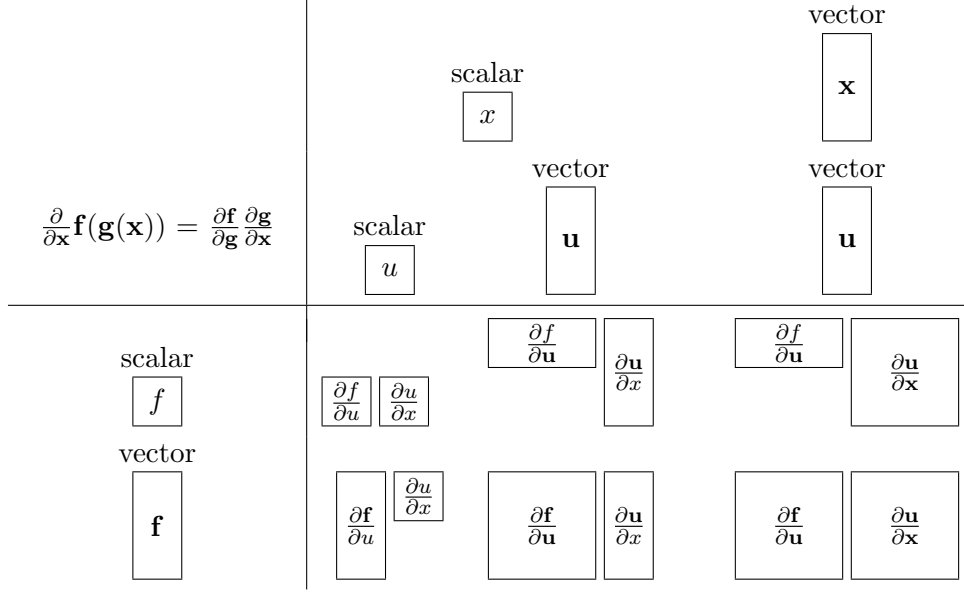 vector
scalar
𝐱
x
vector vector
∂/∂𝐱 𝐟(𝐠(𝐱)) = ∂𝐟/∂𝐠 ∂𝐠/∂𝐱
scalar
𝐮 𝐮
u
scalar
∂f/∂𝐮 ∂𝐮/∂x ∂f/∂𝐮 ∂𝐮/∂𝐱
f ∂f/∂u ∂u/∂x
vector
𝐟 ∂𝐟/∂u ∂u/∂x ∂𝐟/∂𝐮 ∂𝐮/∂x ∂𝐟/∂𝐮 ∂𝐮/∂𝐱